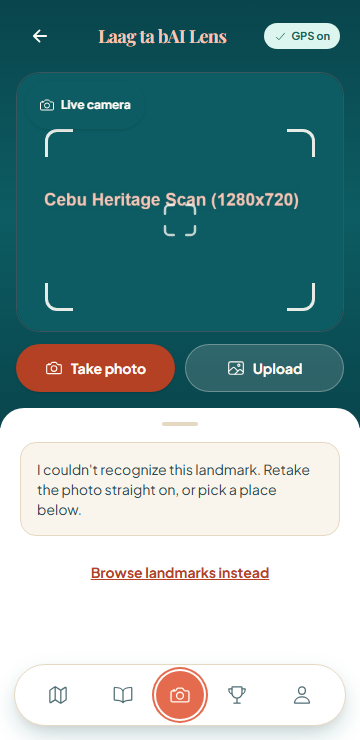 Laag ta bAI Lens
GPS on
Live camera
Cebu Heritage Scan (1280x720)
Take photo
Upload
I couldn't recognize this landmark. Retake
the photo straight on, or pick a place
below.
Browse landmarks instead